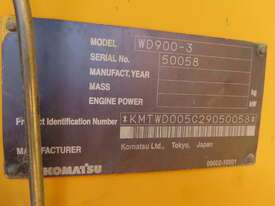 MODEL WD900-3
SERIAL No. 50058
MANUFACT. YEAR
MASS kg
ENGINE POWER kW
Product Identification Number
*KMTWD005C29050058*
MANUFACTURER Komatsu Ltd., Tokyo, Japan
KOMATSU